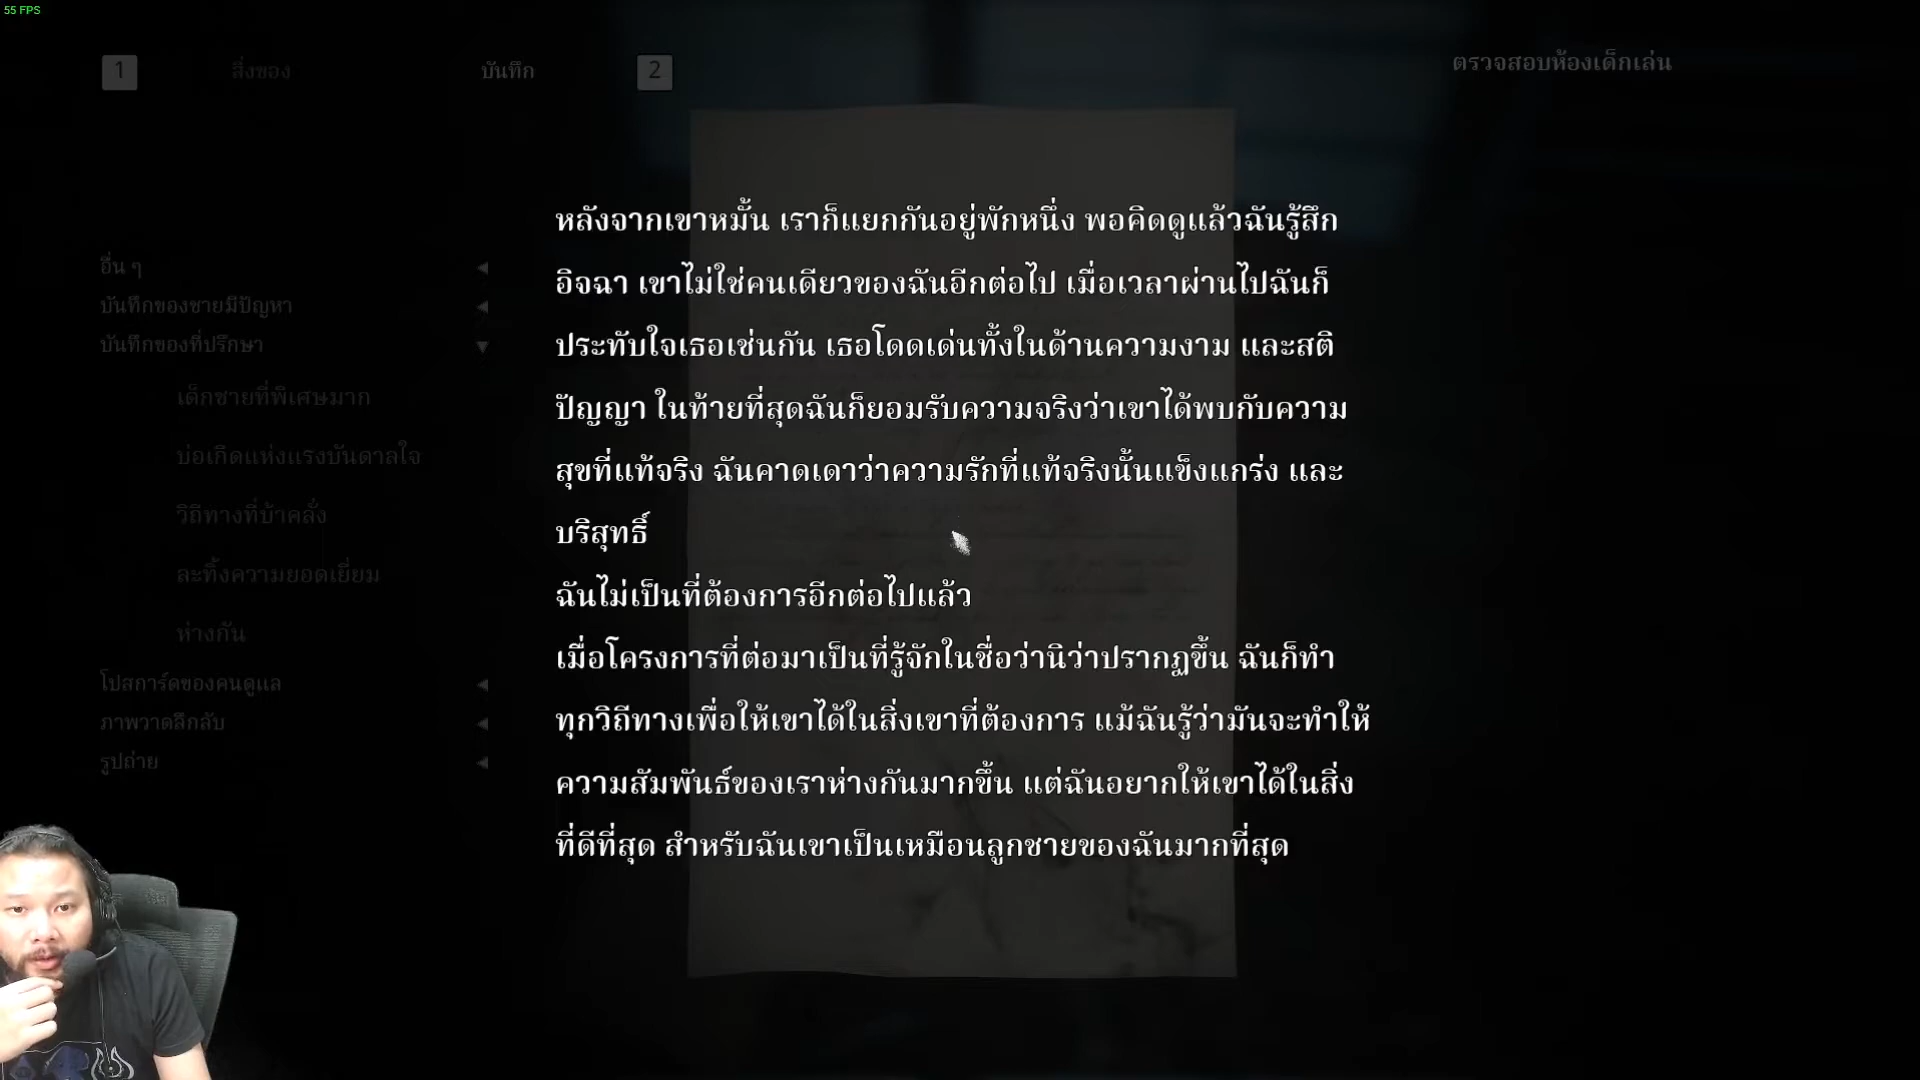 55 FPS
1 สิ่งของ บันทึก 2
ตรวจสอบห้องเด็กเล่น
อื่น ๆ
บันทึกของชายมีปัญหา
บันทึกของที่ปรึกษา
เด็กชายที่พิเศษมาก
บ่อเกิดแห่งแรงบันดาลใจ
วิถีทางที่บ้าคลั่ง
ละทิ้งความยอดเยี่ยม
ห่างกัน
โปสการ์ดของคนดูแล
ภาพวาดลึกลับ
รูปถ่าย
หลังจากเขาหมั้น เราก็แยกกันอยู่พักหนึ่ง พอคิดดูแล้วฉันรู้สึก
อิจฉา เขาไม่ใช่คนเดียวของฉันอีกต่อไป เมื่อเวลาผ่านไปฉันก็
ประทับใจเธอเช่นกัน เธอโดดเด่นทั้งในด้านความงาม และสติ
ปัญญา ในท้ายที่สุดฉันก็ยอมรับความจริงว่าเขาได้พบกับความ
สุขที่แท้จริง ฉันคาดเดาว่าความรักที่แท้จริงนั้นแข็งแกร่ง และ
บริสุทธิ์
ฉันไม่เป็นที่ต้องการอีกต่อไปแล้ว
เมื่อโครงการที่ต่อมาเป็นที่รู้จักในชื่อว่านิว่าปรากฏขึ้น ฉันก็ทำ
ทุกวิถีทางเพื่อให้เขาได้ในสิ่งเขาที่ต้องการ แม้ฉันรู้ว่ามันจะทำให้
ความสัมพันธ์ของเราห่างกันมากขึ้น แต่ฉันอยากให้เขาได้ในสิ่ง
ที่ดีที่สุด สำหรับฉันเขาเป็นเหมือนลูกชายของฉันมากที่สุด